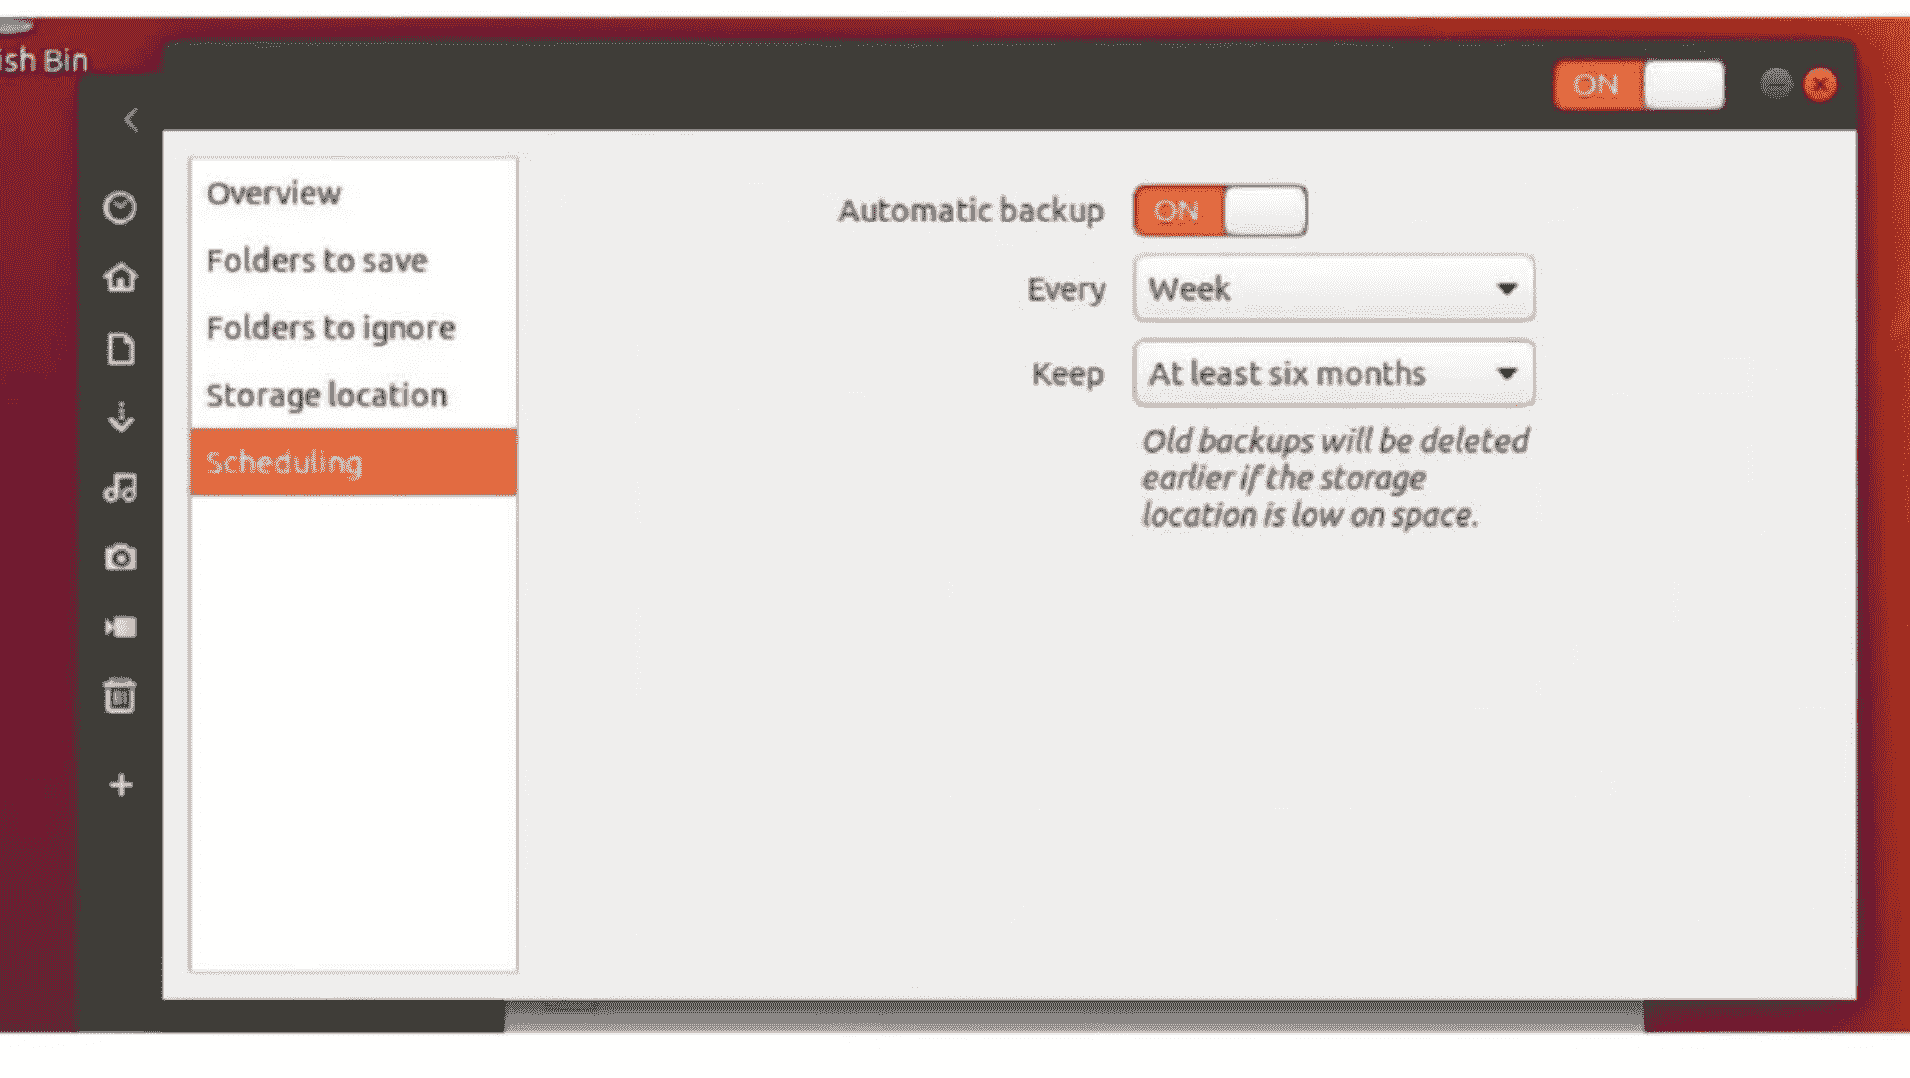 ish Bin
ON
Overview
Folders to save
Folders to ignore
Storage location
Scheduling
Automatic backup ON
Every Week
Keep At least six months
Old backups will be deleted
earlier if the storage
location is low on space.